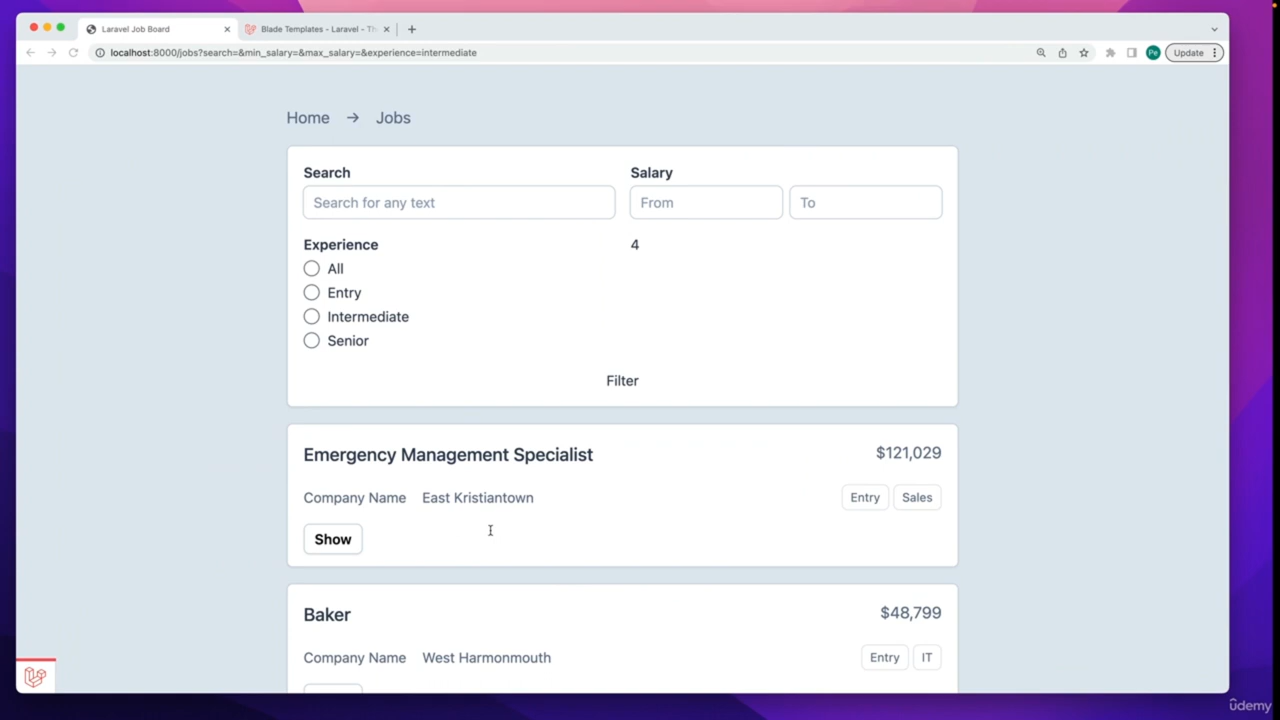 Laravel Job Board
Blade Templates - Laravel - Th
localhost:8000/jobs?search=&min_salary=&max_salary=&experience=intermediate
Pe
Update
Home → Jobs
Search
Salary
Search for any text
From
To
Experience
4
All
Entry
Intermediate
Senior
Filter
Emergency Management Specialist
$121,029
Company Name East Kristiantown
Entry Sales
Show
Baker
$48,799
Company Name West Harmonmouth
Entry IT
ûdemy